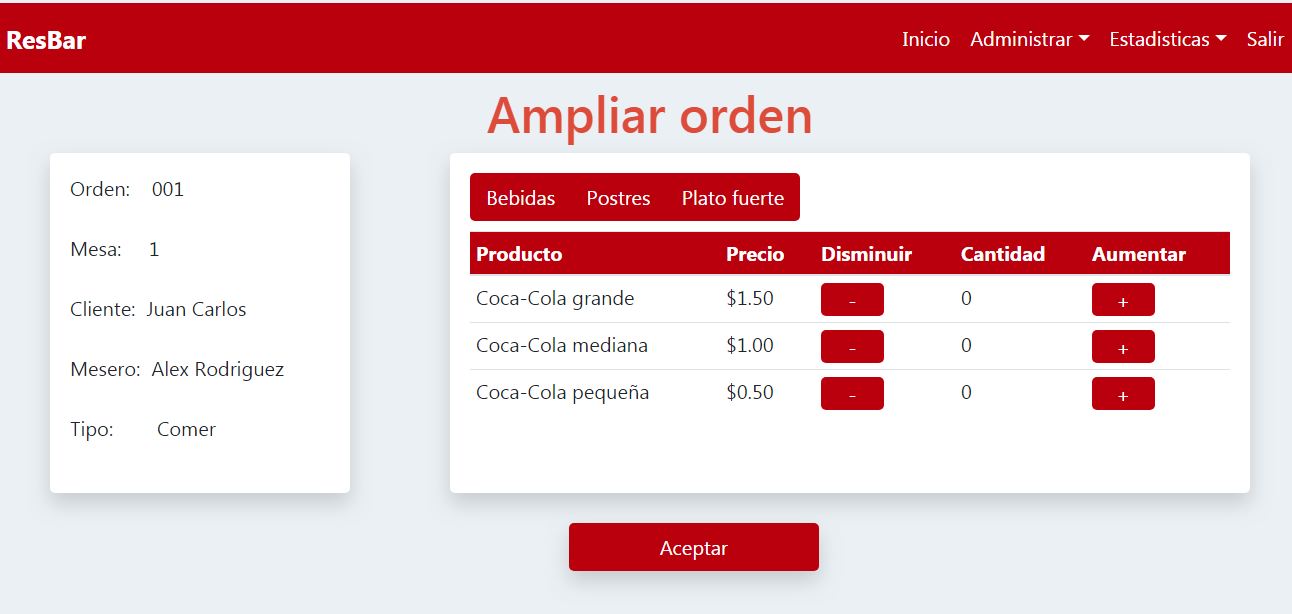 ResBar Inicio Administrar Estadisticas Salir
Ampliar orden
Orden: 001
Mesa: 1
Cliente: Juan Carlos
Mesero: Alex Rodriguez
Tipo: Comer
Bebidas Postres Plato fuerte
Producto Precio Disminuir Cantidad Aumentar
Coca-Cola grande $1.50 - 0 +
Coca-Cola mediana $1.00 - 0 +
Coca-Cola pequeña $0.50 - 0 +
Aceptar